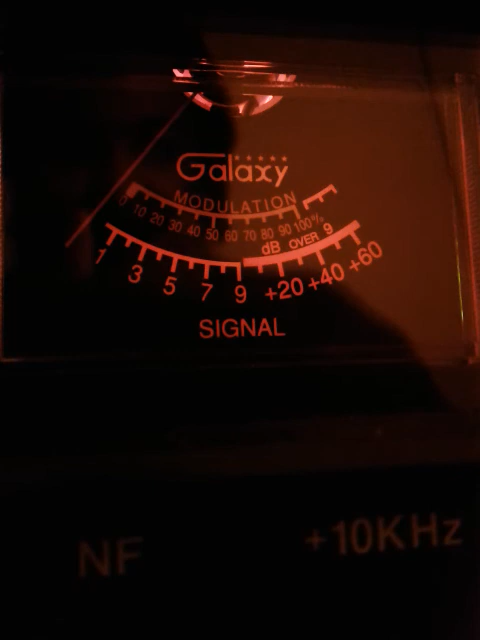 Galaxy
MODULATION
0 10 20 30 40 50 60 70 80 90 100%
dB OVER 9
1 3 5 7 9 +20 +40 +60
SIGNAL
NF +10KHz